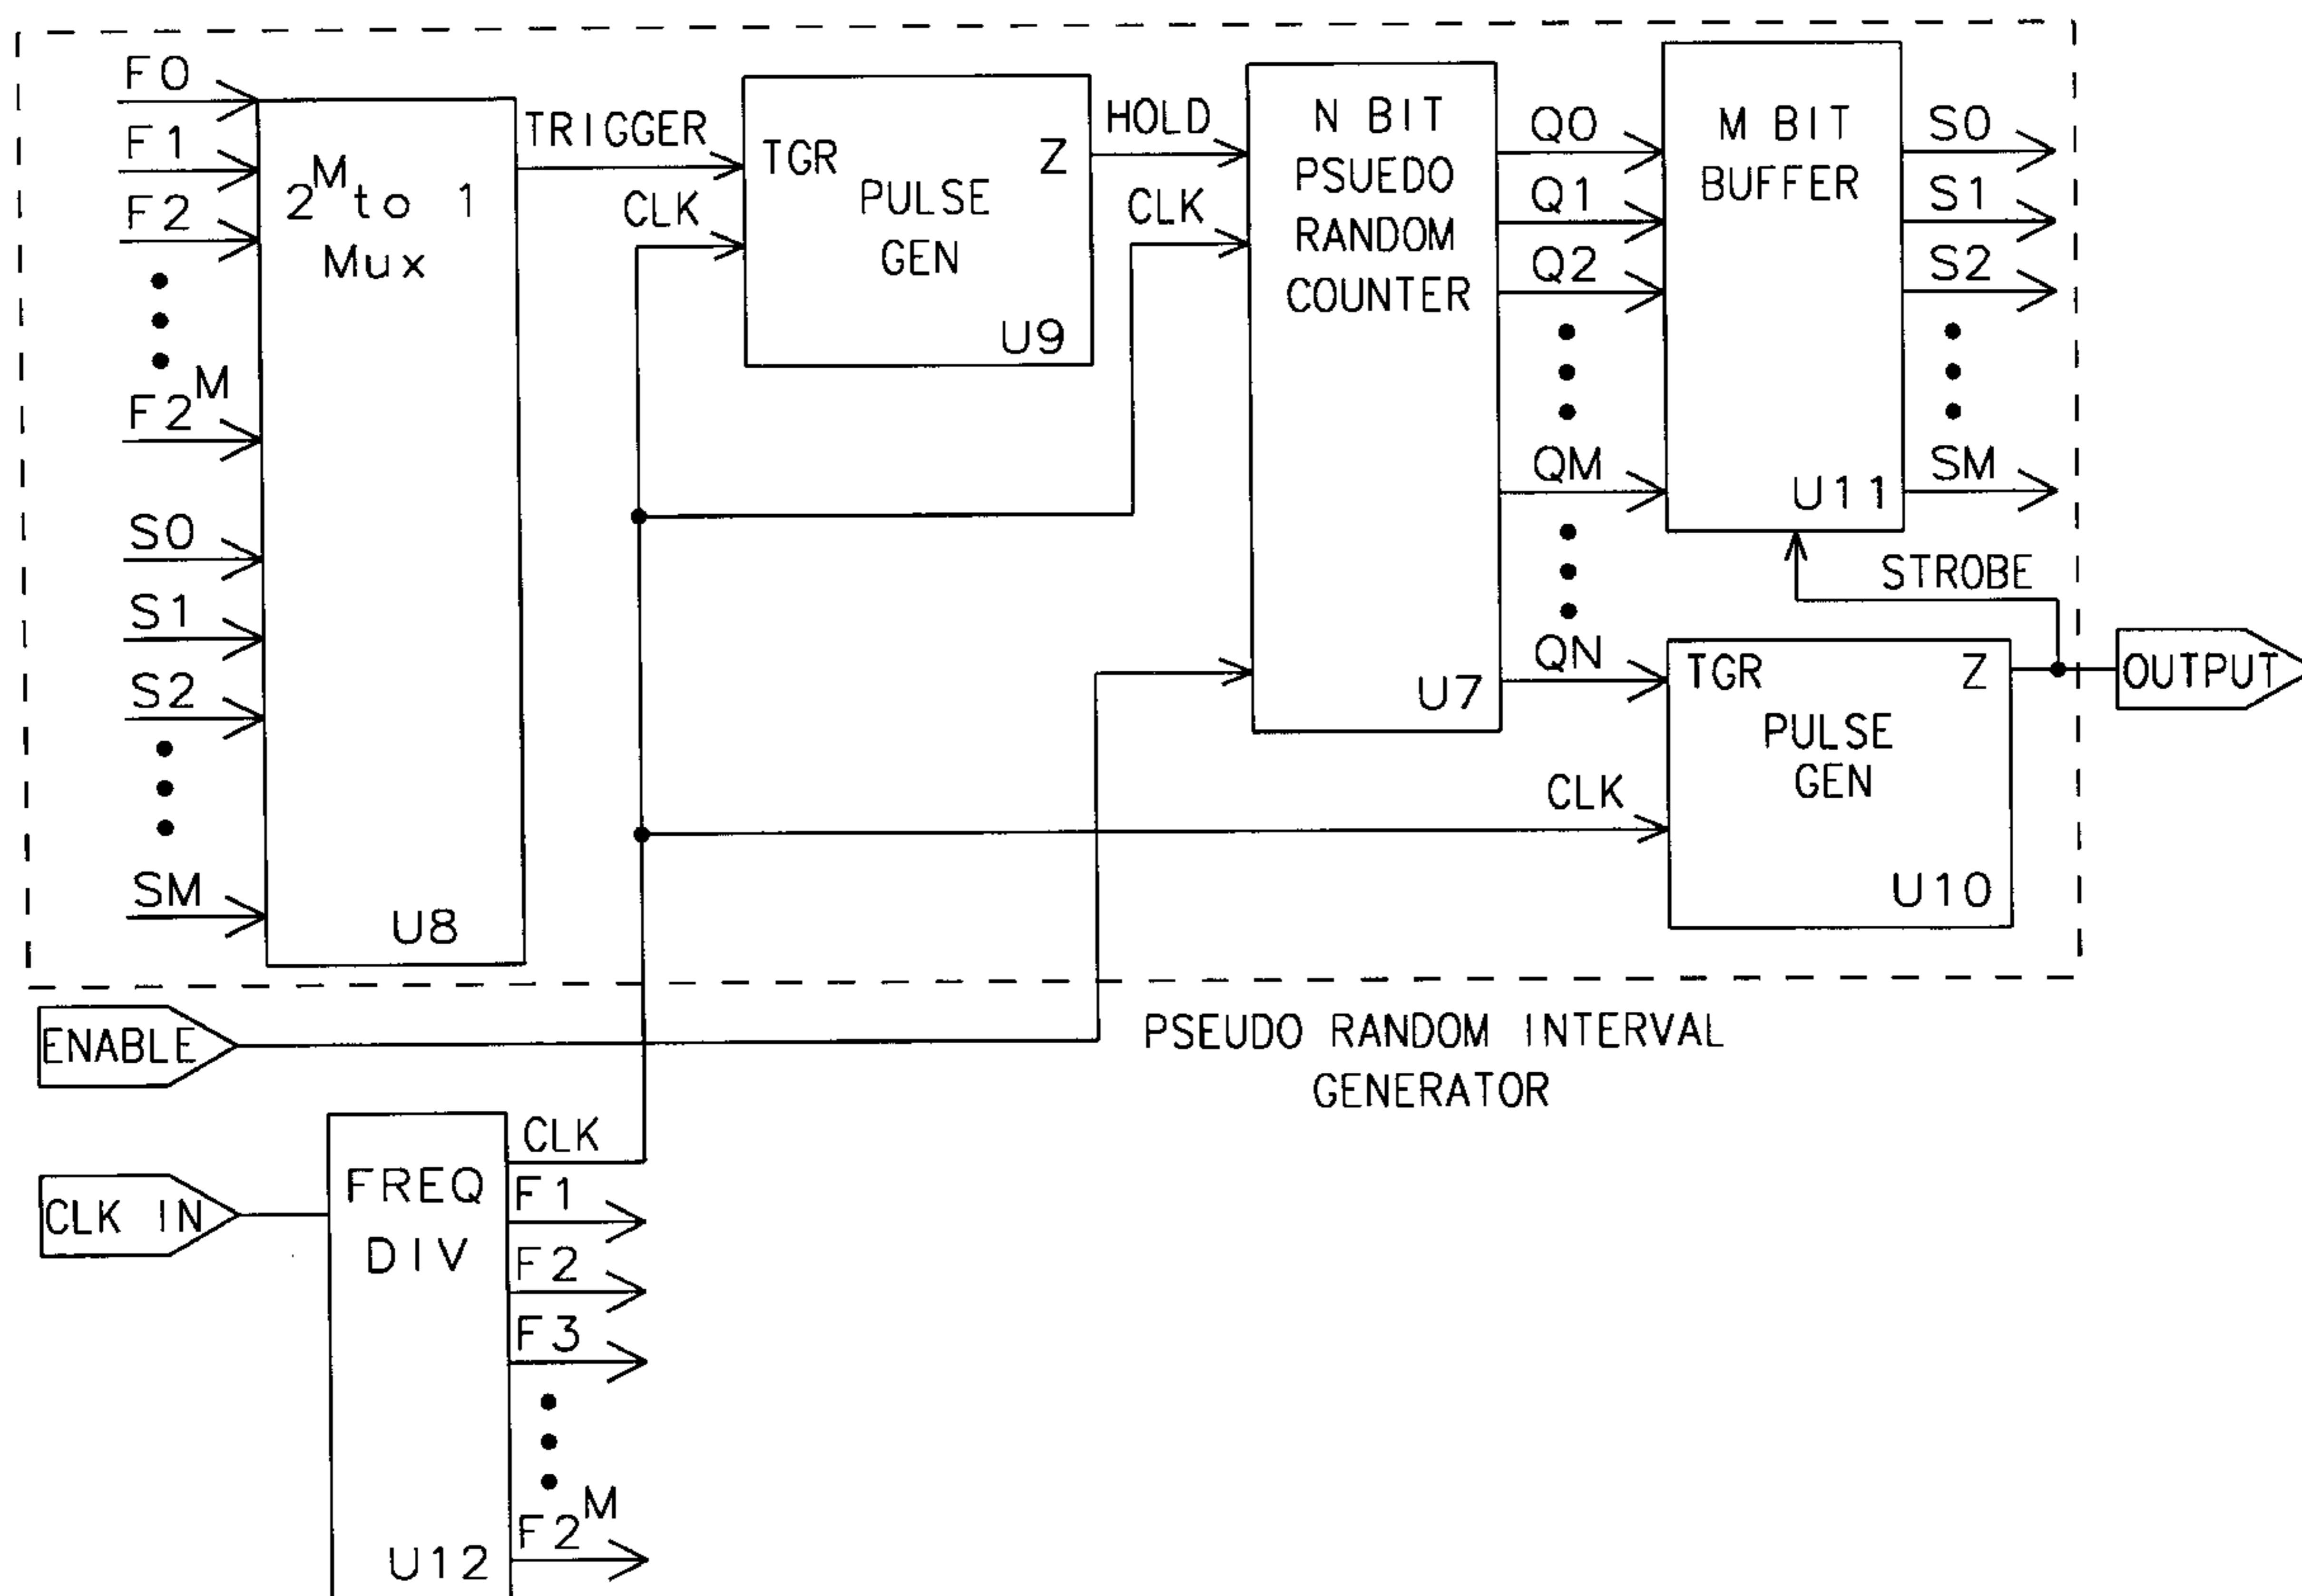 F0
F1
F2
F2^M
S0
S1
S2
SM
2^M to 1
Mux
U8
TRIGGER
CLK
TGR
Z
PULSE
GEN
U9
HOLD
CLK
N BIT
PSUEDO
RANDOM
COUNTER
U7
Q0
Q1
Q2
QM
QN
M BIT
BUFFER
U11
S0
S1
S2
SM
STROBE
TGR
Z
PULSE
GEN
U10
CLK
OUTPUT
ENABLE
PSEUDO RANDOM INTERVAL
GENERATOR
CLK IN
FREQ
DIV
U12
CLK
F1
F2
F3
F2^M